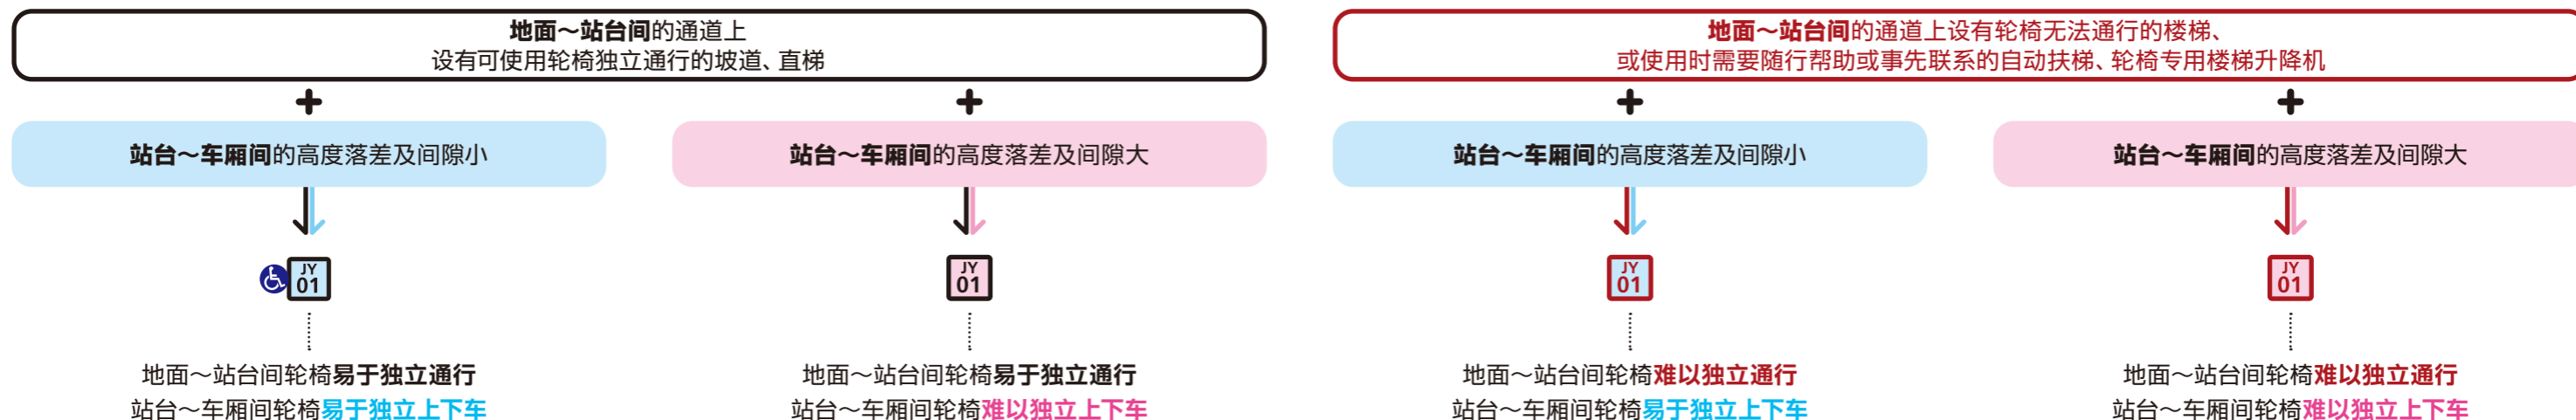 地面～站台间的通道上
设有可使用轮椅独立通行的坡道、直梯
地面～站台间的通道上设有轮椅无法通行的楼梯、
或使用时需要随行帮助或事先联系的自动扶梯、轮椅专用楼梯升降机
+
+
+
+
站台～车厢间的高度落差及间隙小
站台～车厢间的高度落差及间隙大
站台～车厢间的高度落差及间隙小
站台～车厢间的高度落差及间隙大
JY
01
JY
01
JY
01
JY
01
地面～站台间轮椅易于独立通行
站台～车厢间轮椅易于独立上下车
地面～站台间轮椅易于独立通行
站台～车厢间轮椅难以独立上下车
地面～站台间轮椅难以独立通行
站台～车厢间轮椅易于独立上下车
地面～站台间轮椅难以独立通行
站台～车厢间轮椅难以独立上下车